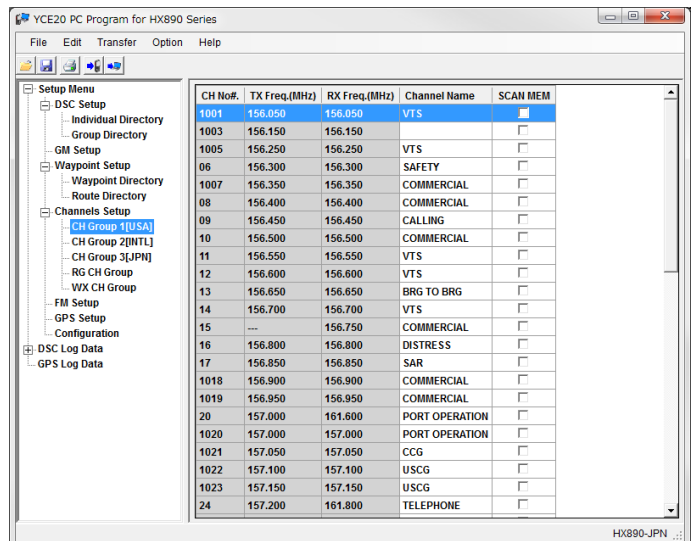 YCE20 PC Program for HX890 Series
File Edit Transfer Option Help
Setup Menu
DSC Setup
Individual Directory
Group Directory
GM Setup
Waypoint Setup
Waypoint Directory
Route Directory
Channels Setup
CH Group 1[USA]
CH Group 2[INTL]
CH Group 3[JPN]
RG CH Group
WX CH Group
FM Setup
GPS Setup
Configuration
DSC Log Data
GPS Log Data
CH No#. TX Freq.(MHz) RX Freq.(MHz) Channel Name SCAN MEM
1001 156.050 156.050 VTS
1003 156.150 156.150
1005 156.250 156.250 VTS
06 156.300 156.300 SAFETY
1007 156.350 156.350 COMMERCIAL
08 156.400 156.400 COMMERCIAL
09 156.450 156.450 CALLING
10 156.500 156.500 COMMERCIAL
11 156.550 156.550 VTS
12 156.600 156.600 VTS
13 156.650 156.650 BRG TO BRG
14 156.700 156.700 VTS
15 --- 156.750 COMMERCIAL
16 156.800 156.800 DISTRESS
17 156.850 156.850 SAR
1018 156.900 156.900 COMMERCIAL
1019 156.950 156.950 COMMERCIAL
20 157.000 161.600 PORT OPERATION
1020 157.000 157.000 PORT OPERATION
1021 157.050 157.050 CCG
1022 157.100 157.100 USCG
1023 157.150 157.150 USCG
24 157.200 161.800 TELEPHONE
HX890-JPN